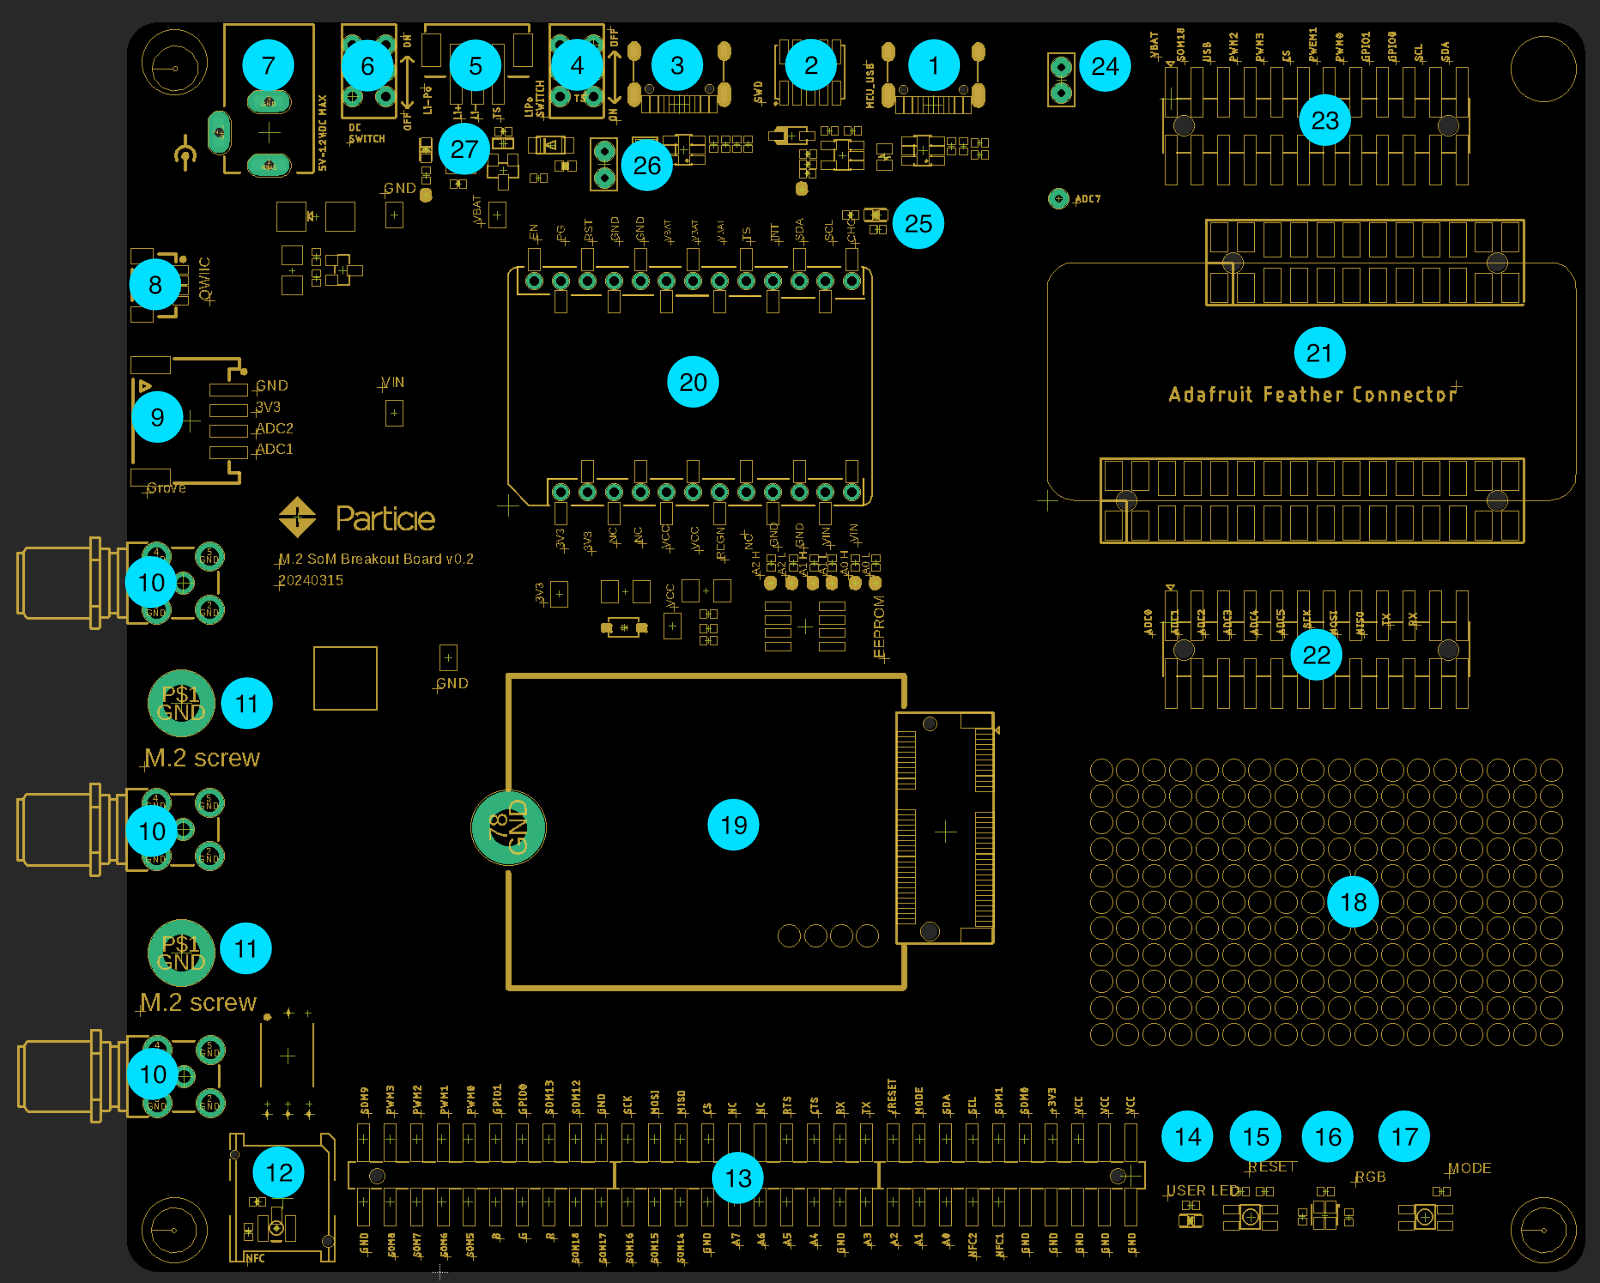 7
6
5
4
3
2
1
24
23
ON
OFF
DC
SWITCH
5V-12VDC MAX
L1-Po
L1+
L1-
TS
LiPo
SWITCH
OFF
TS
ON
SWD
MCU_USB
VBAT
SOM18
USB
PWM2
PWM3
CS
PWEM1
PWM0
GPIO1
GPIO0
SCL
SDA
27
26
25
ADC7
GND
VBAT
EN
PG
RST
GND
GND
VBAT
VBAT
VBAT
TS
INT
SDA
SCL
CHG
8
QWIIC
21
Adafruit Feather Connector
20
VIN
9
GND
3V3
ADC2
ADC1
Grove
Particle
M.2 SoM Breakout Board v0.2
20240315
3V3
3V3
NC
NC
VCC
VCC
REGN
NC
GND
GND
VIN
VIN
A2 H
A2 L
A1 H
A1 L
A0 H
A0 L
3V3
VCC
EEPROM
10
GND
GND
GND
ADC0
ADC1
ADC2
ADC3
ADC4
ADC5
SCK
MOSI
MISO
TX
RX
22
P$1
GND
11
M.2 screw
10
78
GND
19
18
P$1
GND
11
M.2 screw
10
12
NFC
SOM9
PWM3
PWM2
PWM1
PWM0
GPIO1
GPIO0
SOM13
SOM12
GND
SCK
MOSI
MISO
CS
NC
NC
RTS
CTS
RX
TX
/RESET
MODE
SDA
SCL
SOM1
SOM0
+3V3
VCC
VCC
VCC
13
GND
SOM8
SOM7
SOM6
SOM5
B
G
R
SOM18
SOM17
SOM16
SOM15
SOM14
GND
A7
A6
A5
A4
GND
A3
A2
A1
A0
NFC2
NFC1
GND
GND
GND
GND
GND
14
15
16
17
USER LED
RESET
RGB
MODE